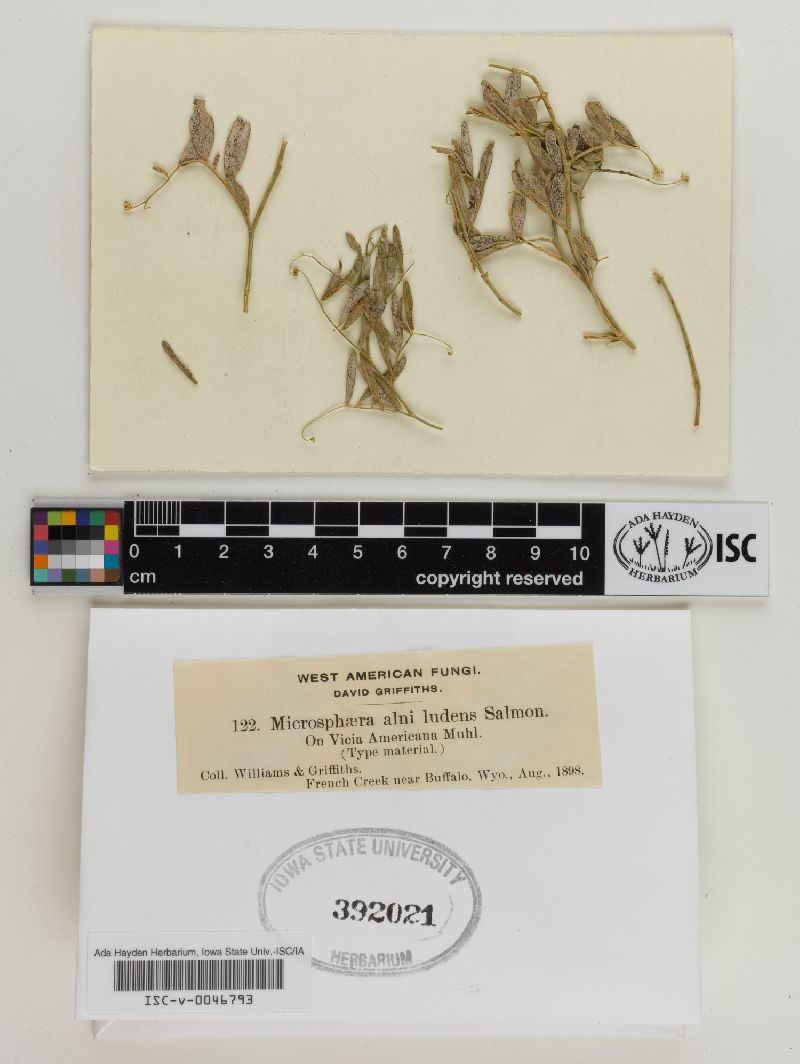 0 1 2 3 4 5 6 7 8 9 10
cm
copyright reserved
ADA HAYDEN
HERBARIUM
ISC
WEST AMERICAN FUNGI.
DAVID GRIFFITHS.
122. Microsphæra alni ludens Salmon.
On Vicia Americana Muhl.
(Type material.)
Coll. Williams & Griffiths.
French Creek near Buffalo, Wyo., Aug., 1898.
IOWA STATE UNIVERSITY
392021
HERBARIUM
Ada Hayden Herbarium, Iowa State Univ.-ISC/IA
ISC-v-0046793